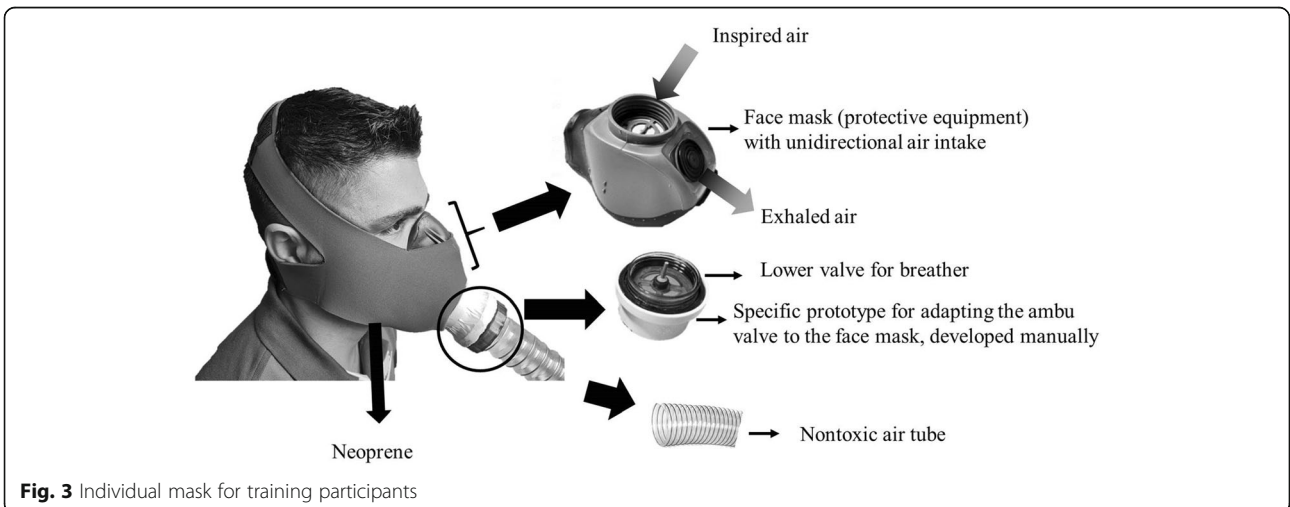 Inspired air
Face mask (protective equipment)
with unidirectional air intake
Exhaled air
Lower valve for breather
Specific prototype for adapting the ambu
valve to the face mask, developed manually
Nontoxic air tube
Neoprene
Fig. 3 Individual mask for training participants